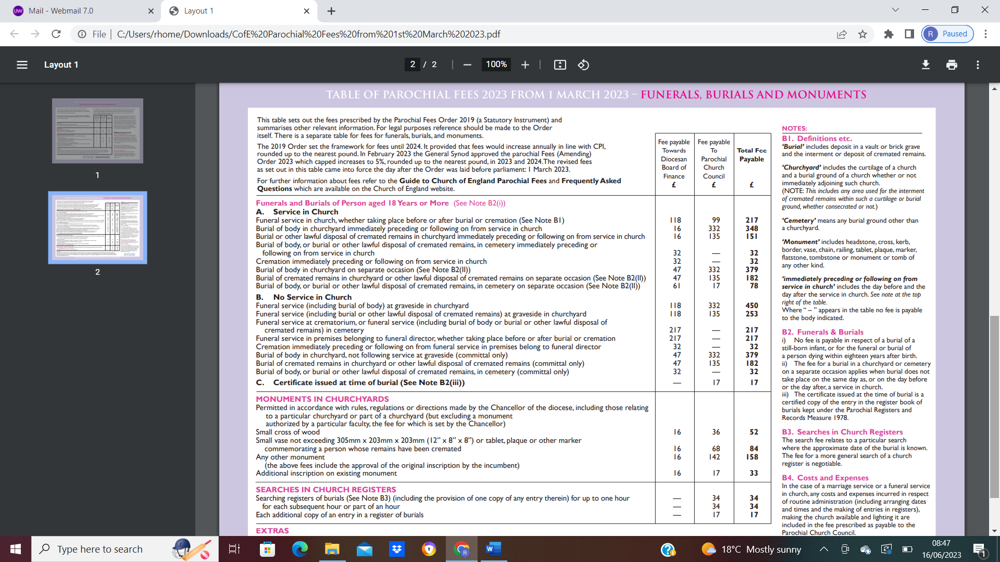 Mail - Webmail 7.0
Layout 1
File
C:/Users/rhome/Downloads/CofE%20Parochial%20Fees%20from%201st%20March%202023.pdf
R Paused
Layout 1
2 / 2
100%
TABLE OF PAROCHIAL FEES 2023 FROM 1 MARCH 2023 – FUNERALS, BURIALS AND MONUMENTS
1
2
This table sets out the fees prescribed by the Parochial Fees Order 2019 (a Statutory Instrument) and
summarises other relevant information. For legal purposes reference should be made to the Order
itself. There is a separate table for fees for funerals, burials, and monuments.
The 2019 Order set the framework for fees until 2024. It provided that fees would increase annually in line with CPI,
rounded up to the nearest pound. In February 2023 the General Synod approved the parochial Fees (Amending)
Order 2023 which capped increases to 5%, rounded up to the nearest pound, in 2023 and 2024.The revised fees
as set out in this table came into force the day after the Order was laid before parliament: 1 March 2023.
For further information about fees refer to the Guide to Church of England Parochial Fees and Frequently Asked
Questions which are available on the Church of England website.
Fee payable Towards Diocesan Board of Finance £
Fee payable To Parochial Church Council £
Total Fee Payable £
Funerals and Burials of Person aged 18 Years or More (See Note B2(i))
A. Service in Church
Funeral service in church, whether taking place before or after burial or cremation (See Note B1) 118 99 217
Burial of body in churchyard immediately preceding or following on from service in church 16 332 348
Burial or other lawful disposal of cremated remains in churchyard immediately preceding or following on from service in church 16 135 151
Burial of body, or burial or other lawful disposal of cremated remains, in cemetery immediately preceding or
following on from service in church 32 — 32
Cremation immediately preceding or following on from service in church 32 — 32
Burial of body in churchyard on separate occasion (See Note B2(II)) 47 332 379
Burial of cremated remains in churchyard or other lawful disposal of cremated remains on separate occasion (See Note B2(II)) 47 135 182
Burial of body, or burial or other lawful disposal of cremated remains, in cemetery on separate occasion (See Note B2(II)) 61 17 78
B. No Service in Church
Funeral service (including burial of body) at graveside in churchyard 118 332 450
Funeral service (including burial or other lawful disposal of cremated remains) at graveside in churchyard 118 135 253
Funeral service at crematorium, or funeral service (including burial of body or burial or other lawful disposal of
cremated remains) in cemetery 217 — 217
Funeral service in premises belonging to funeral director, whether taking place before or after burial or cremation 217 — 217
Cremation immediately preceding or following on from funeral service in premises belong to funeral director 32 — 32
Burial of body in churchyard, not following service at graveside (committal only) 47 332 379
Burial of cremated remains in churchyard or other lawful disposal of cremated remains (committal only) 47 135 182
Burial of body, or burial or other lawful disposal of cremated remains, in cemetery (committal only) 32 — 32
C. Certificate issued at time of burial (See Note B2(iii)) — 17 17
MONUMENTS IN CHURCHYARDS
Permitted in accordance with rules, regulations or directions made by the Chancellor of the diocese, including those relating
to a particular churchyard or part of a churchyard (but excluding a monument
authorized by a particular faculty, the fee for which is set by the Chancellor)
Small cross of wood 16 36 52
Small vase not exceeding 305mm x 203mm x 203mm (12” x 8” x 8”) or tablet, plaque or other marker
commemorating a person whose remains have been cremated 16 68 84
Any other monument 16 142 158
(the above fees include the approval of the original inscription by the incumbent)
Additional inscription on existing monument 16 17 33
SEARCHES IN CHURCH REGISTERS
Searching registers of burials (See Note B3) (including the provision of one copy of any entry therein) for up to one hour — 34 34
for each subsequent hour or part of an hour — 34 34
Each additional copy of an entry in a register of burials — 17 17
EXTRAS
NOTES:
B1. Definitions etc.
‘Burial’ includes deposit in a vault or brick grave
and the interment or deposit of cremated remains.
‘Churchyard’ includes the curtilage of a church
and a burial ground of a church whether or not
immediately adjoining such church.
(NOTE: This includes any area used for the interment
of cremated remains within such a curtilage or burial
ground, whether consecrated or not.)
‘Cemetery’ means any burial ground other than
a churchyard.
‘Monument’ includes headstone, cross, kerb,
border, vase, chain, railing, tablet, plaque, marker,
flatstone, tombstone or monument or tomb of
any other kind.
‘immediately preceding or following on from
service in church’ includes the day before and the
day after the service in church. See note at the top
right of the table.
Where “ – ” appears in the table no fee is payable
to the body indicated.
B2. Funerals & Burials
i) No fee is payable in respect of a burial of a
still-born infant, or for the funeral or burial of
a person dying within eighteen years after birth.
ii) The fee for a burial in a churchyard or cemetery
on a separate occasion applies when burial does not
take place on the same day as, or on the day before
or the day after, a service in church.
iii) The certificate issued at the time of burial is a
certified copy of the entry in the register book of
burials kept under the Parochial Registers and
Records Measure 1978.
B3. Searches in Church Registers
The search fee relates to a particular search
where the approximate date of the burial is known.
The fee for a more general search of a church
register is negotiable.
B4. Costs and Expenses
In the case of a marriage service or a funeral service
in church, any costs and expenses incurred in respect
of routine administration (including arranging dates
and times and the making of entries in registers),
making the church available and lighting it are
included in the fee prescribed as payable to the
Parochial Church Council.
Type here to search
18°C Mostly sunny
08:47
16/06/2023
1